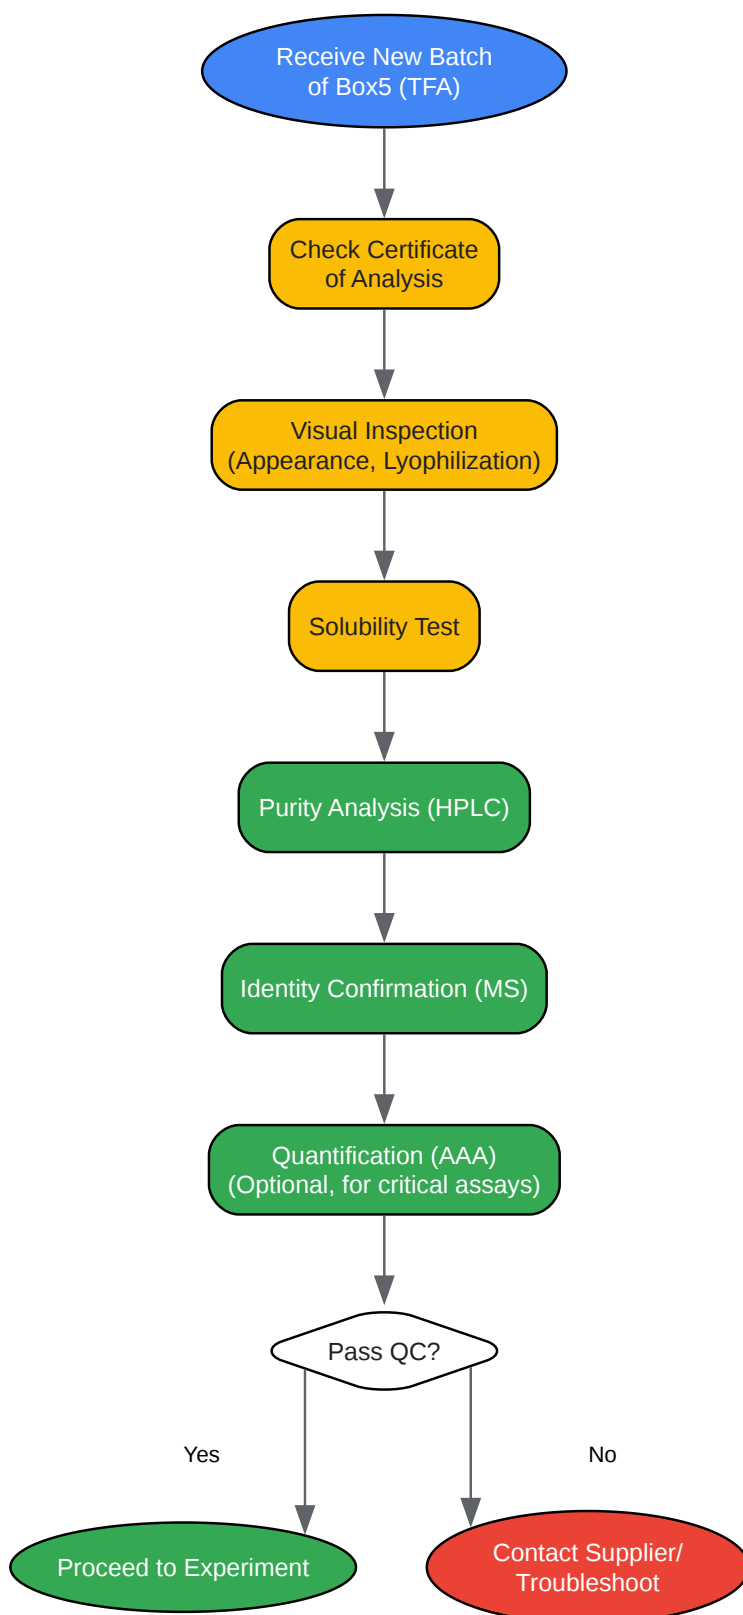 Receive New Batch
of Box5 (TFA)
Check Certificate
of Analysis
Visual Inspection
(Appearance, Lyophilization)
Solubility Test
Purity Analysis (HPLC)
Identity Confirmation (MS)
Quantification (AAA)
(Optional, for critical assays)
Pass QC?
Yes
No
Proceed to Experiment
Contact Supplier/
Troubleshoot